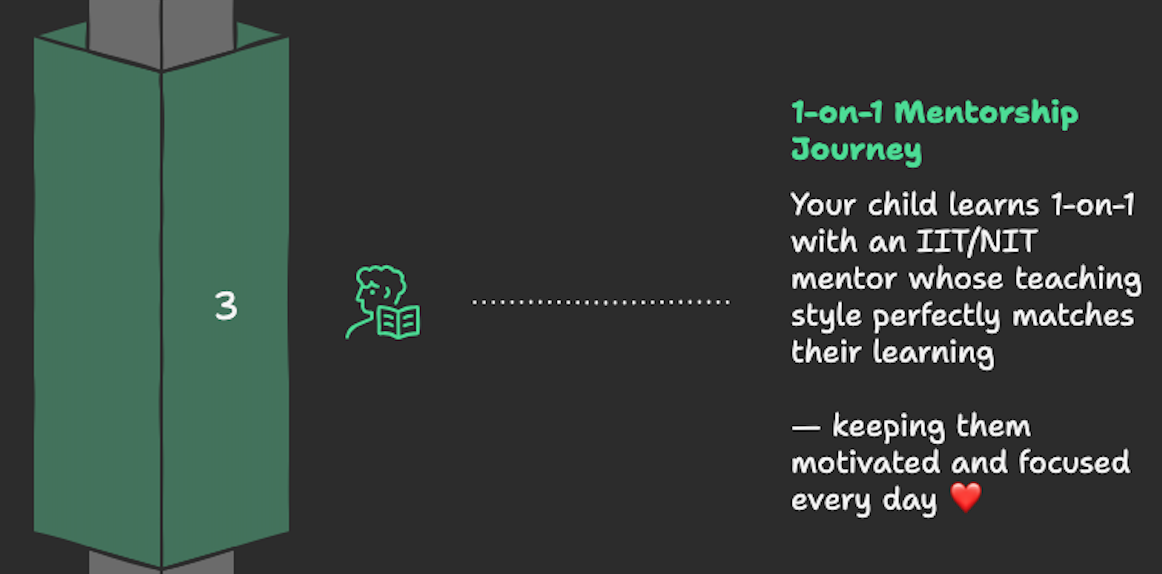 3
1-on-1 Mentorship
Journey
Your child learns 1-on-1
with an IIT/NIT
mentor whose teaching
style perfectly matches
their learning
— keeping them
motivated and focused
every day ❤️